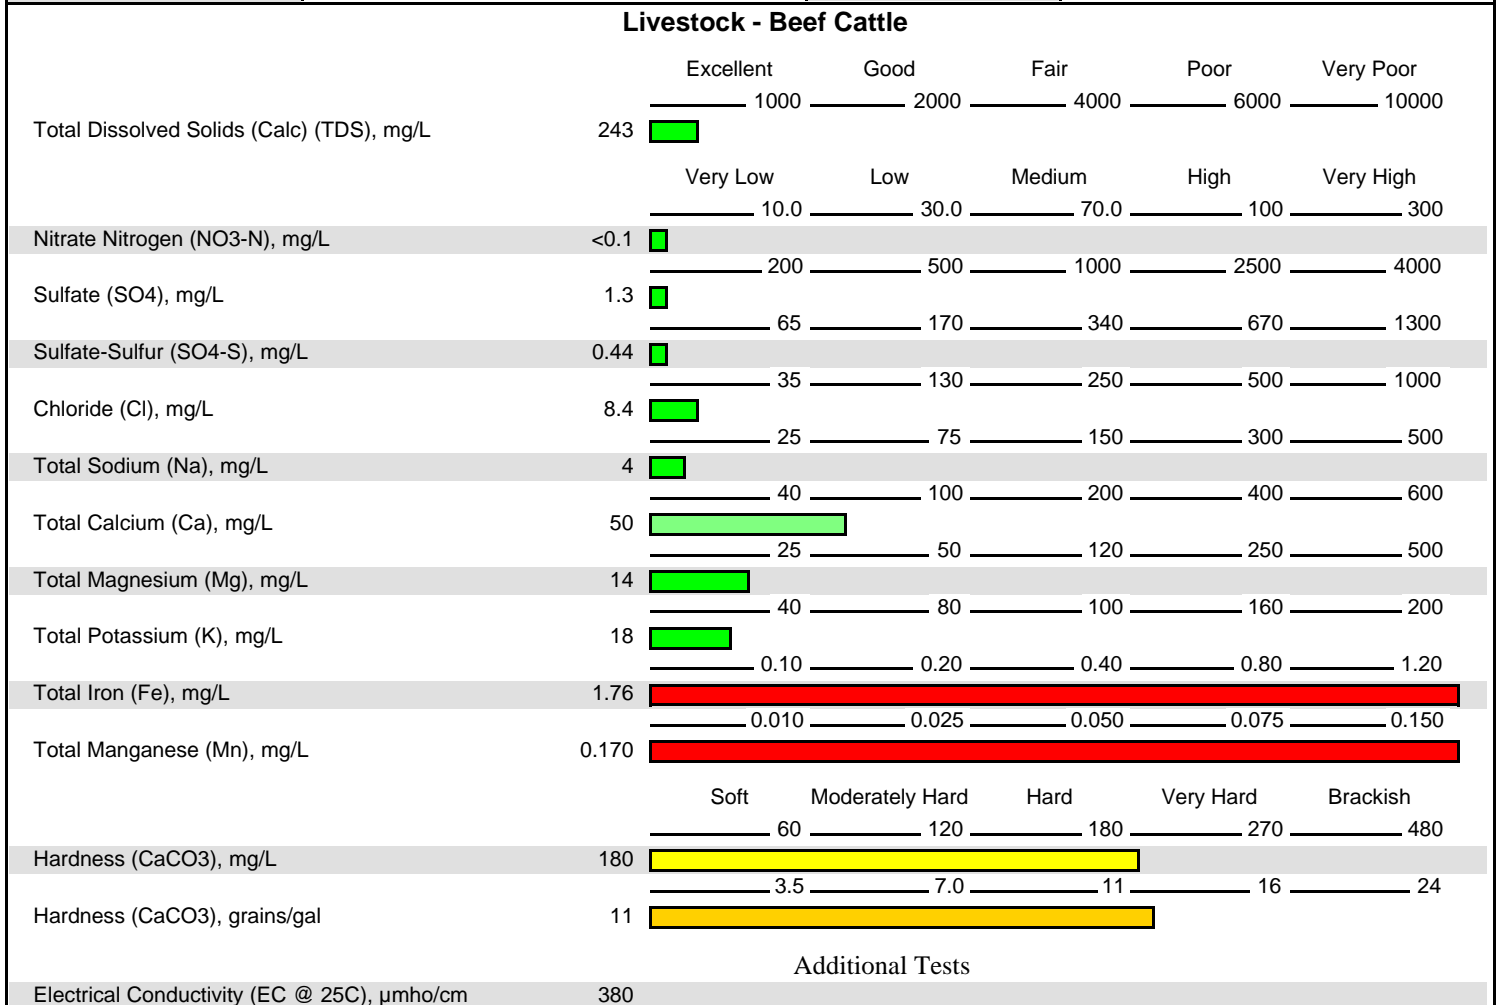 Livestock - Beef Cattle
Excellent Good Fair Poor Very Poor
1000 2000 4000 6000 10000
Total Dissolved Solids (Calc) (TDS), mg/L 243
Very Low Low Medium High Very High
10.0 30.0 70.0 100 300
Nitrate Nitrogen (NO3-N), mg/L <0.1
200 500 1000 2500 4000
Sulfate (SO4), mg/L 1.3
65 170 340 670 1300
Sulfate-Sulfur (SO4-S), mg/L 0.44
35 130 250 500 1000
Chloride (Cl), mg/L 8.4
25 75 150 300 500
Total Sodium (Na), mg/L 4
40 100 200 400 600
Total Calcium (Ca), mg/L 50
25 50 120 250 500
Total Magnesium (Mg), mg/L 14
40 80 100 160 200
Total Potassium (K), mg/L 18
0.10 0.20 0.40 0.80 1.20
Total Iron (Fe), mg/L 1.76
0.010 0.025 0.050 0.075 0.150
Total Manganese (Mn), mg/L 0.170
Soft Moderately Hard Hard Very Hard Brackish
60 120 180 270 480
Hardness (CaCO3), mg/L 180
3.5 7.0 11 16 24
Hardness (CaCO3), grains/gal 11
Additional Tests
Electrical Conductivity (EC @ 25C), µmho/cm 380